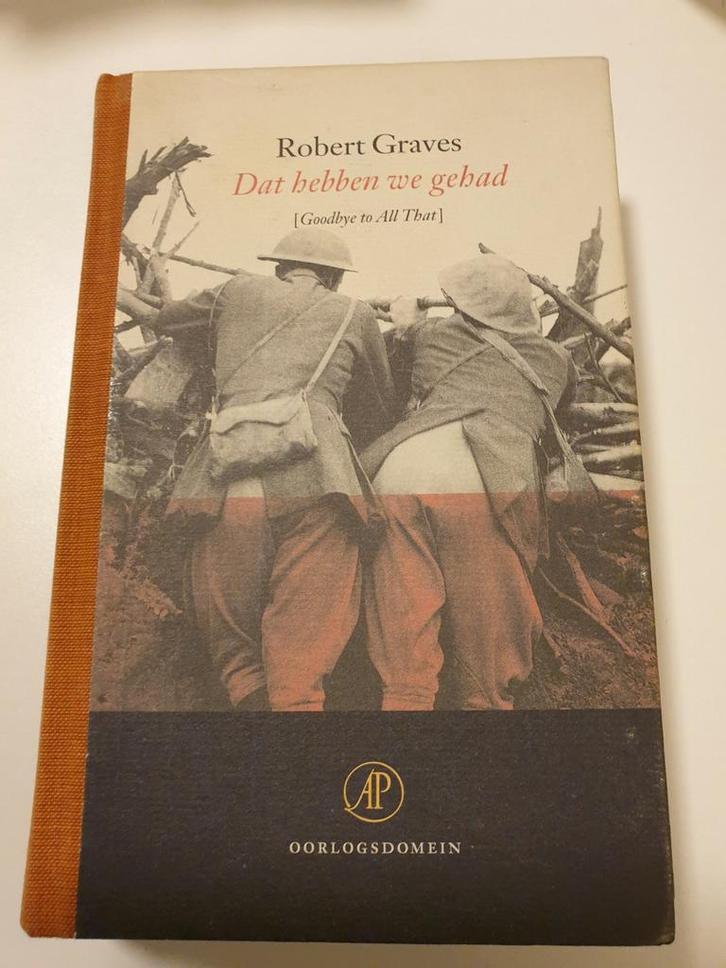 Robert Graves
Dat hebben we gehad
[Goodbye to All That]
AP
OORLOGSDOMEIN